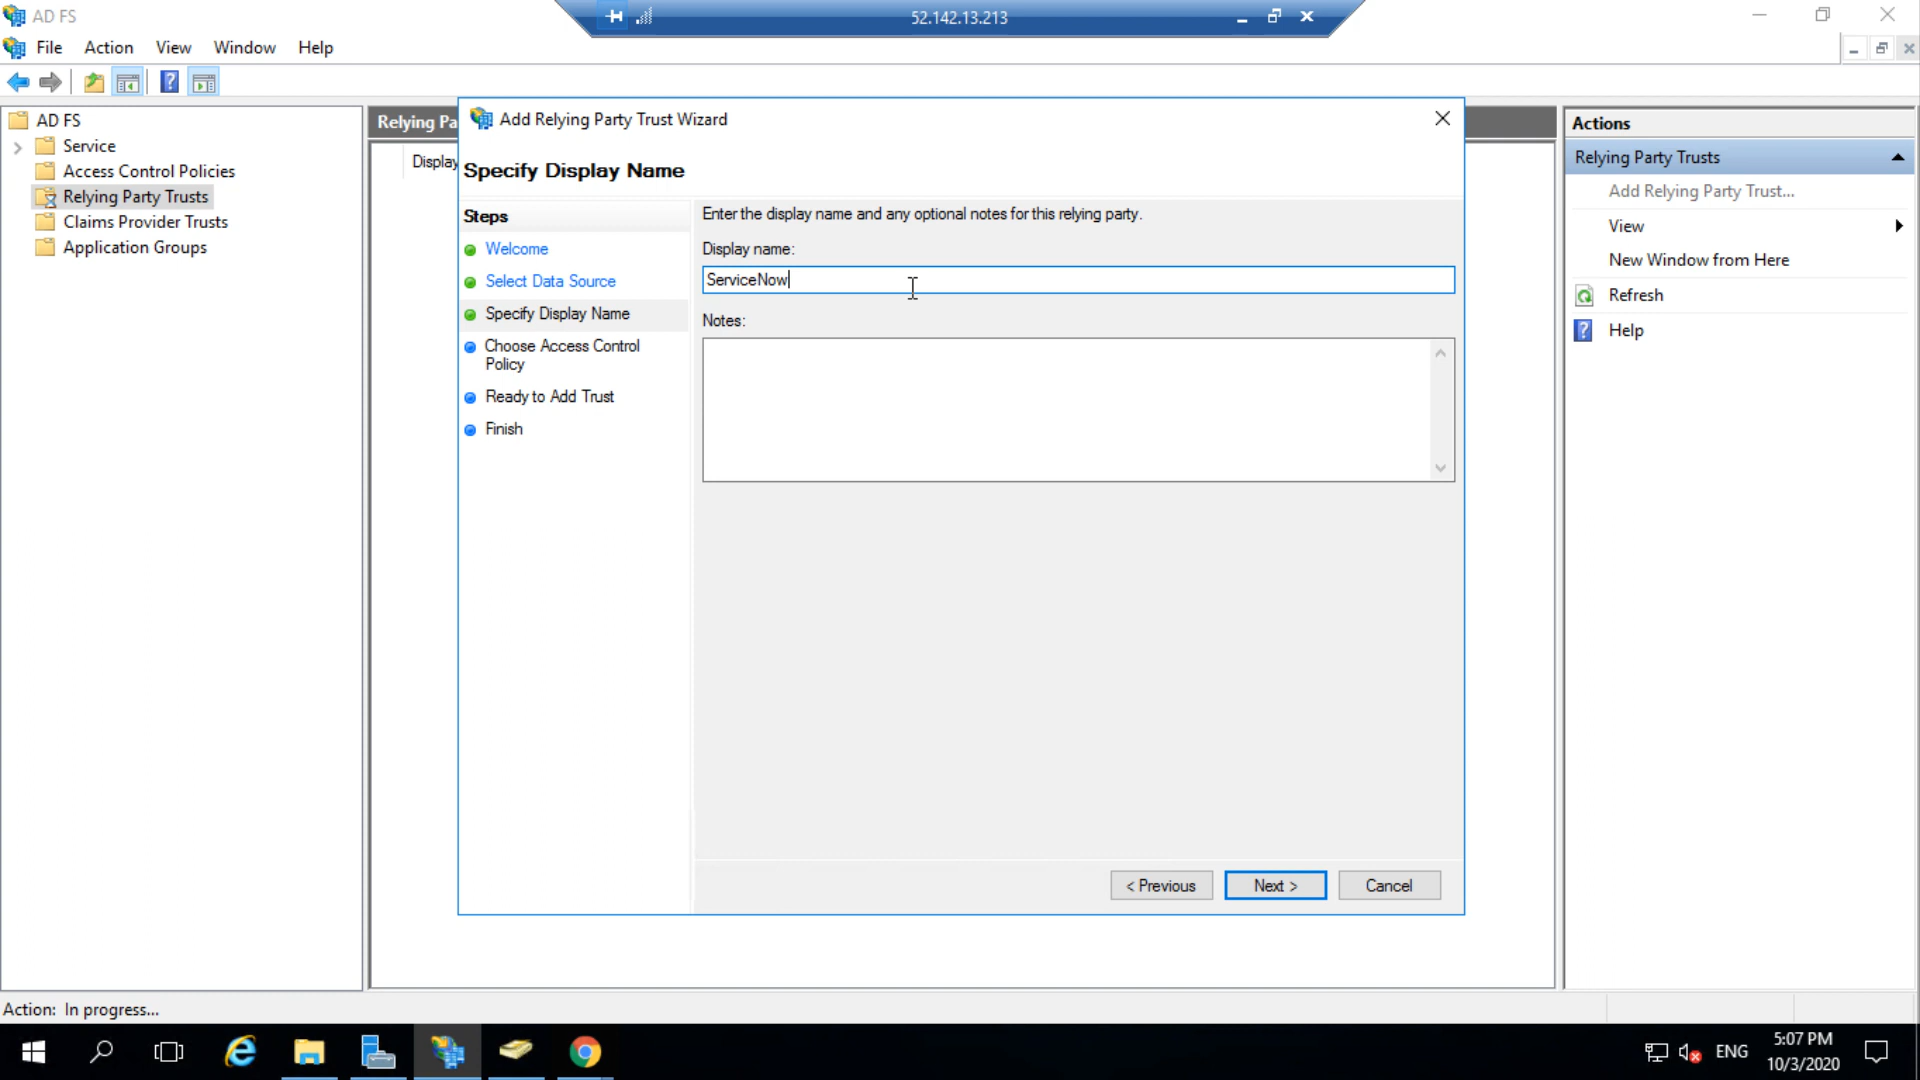 AD FS
52.142.13.213
File Action View Window Help
AD FS
Service
Access Control Policies
Relying Party Trusts
Claims Provider Trusts
Application Groups
Relying Pa
Display
Add Relying Party Trust Wizard
Specify Display Name
Steps
Welcome
Select Data Source
Specify Display Name
Choose Access Control
Policy
Ready to Add Trust
Finish
Enter the display name and any optional notes for this relying party.
Display name:
ServiceNow
Notes:
< Previous
Next >
Cancel
Actions
Relying Party Trusts
Add Relying Party Trust...
View
New Window from Here
Refresh
Help
Action: In progress...
ENG
5:07 PM
10/3/2020